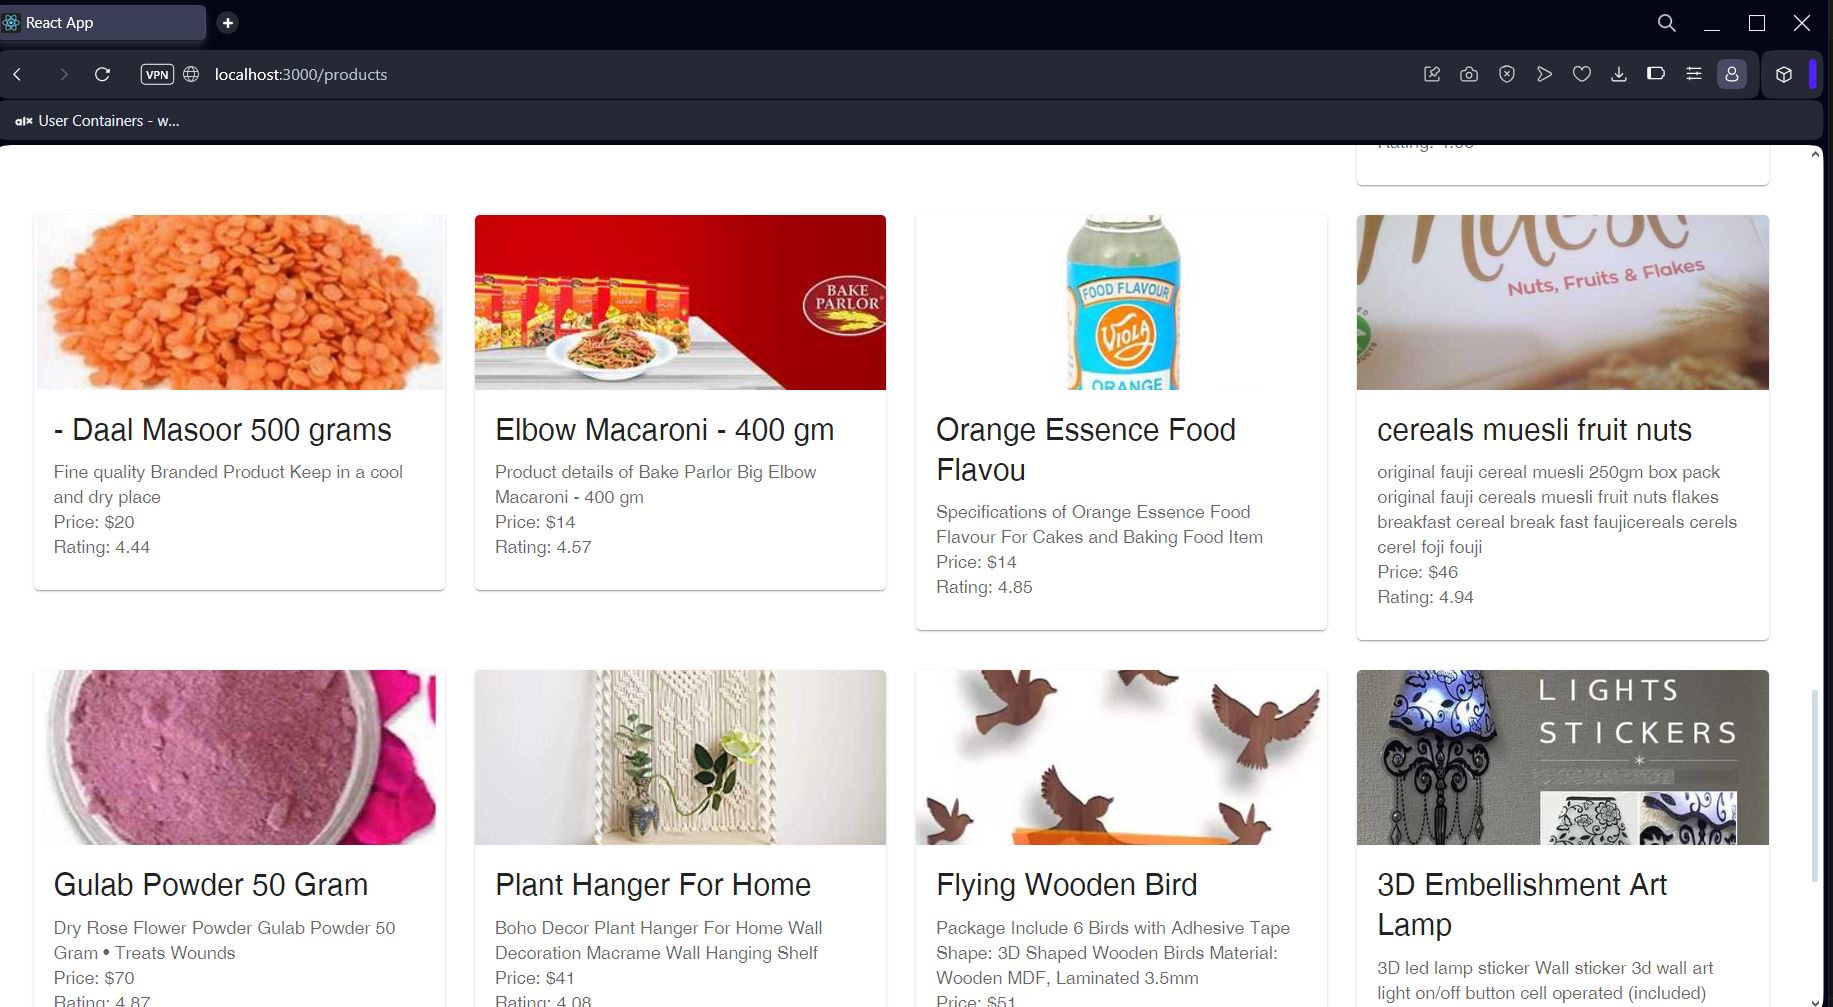 React App
VPN
localhost:3000/products
alx User Containers - w...
BAKE
PARLOR
FOOD FLAVOUR
VIOLA
ORANGE
Nuts, Fruits & Flakes
- Daal Masoor 500 grams
Fine quality Branded Product Keep in a cool
and dry place
Price: $20
Rating: 4.44
Elbow Macaroni - 400 gm
Product details of Bake Parlor Big Elbow
Macaroni - 400 gm
Price: $14
Rating: 4.57
Orange Essence Food
Flavou
Specifications of Orange Essence Food
Flavour For Cakes and Baking Food Item
Price: $14
Rating: 4.85
cereals muesli fruit nuts
original fauji cereal muesli 250gm box pack
original fauji cereals muesli fruit nuts flakes
breakfast cereal break fast faujicereals cerels
cerel foji fouji
Price: $46
Rating: 4.94
LIGHTS
STICKERS
Gulab Powder 50 Gram
Dry Rose Flower Powder Gulab Powder 50
Gram • Treats Wounds
Price: $70
Rating: 4.87
Plant Hanger For Home
Boho Decor Plant Hanger For Home Wall
Decoration Macrame Wall Hanging Shelf
Price: $41
Rating: 4.08
Flying Wooden Bird
Package Include 6 Birds with Adhesive Tape
Shape: 3D Shaped Wooden Birds Material:
Wooden MDF, Laminated 3.5mm
Price: $51
3D Embellishment Art
Lamp
3D led lamp sticker Wall sticker 3d wall art
light on/off button cell operated (included)